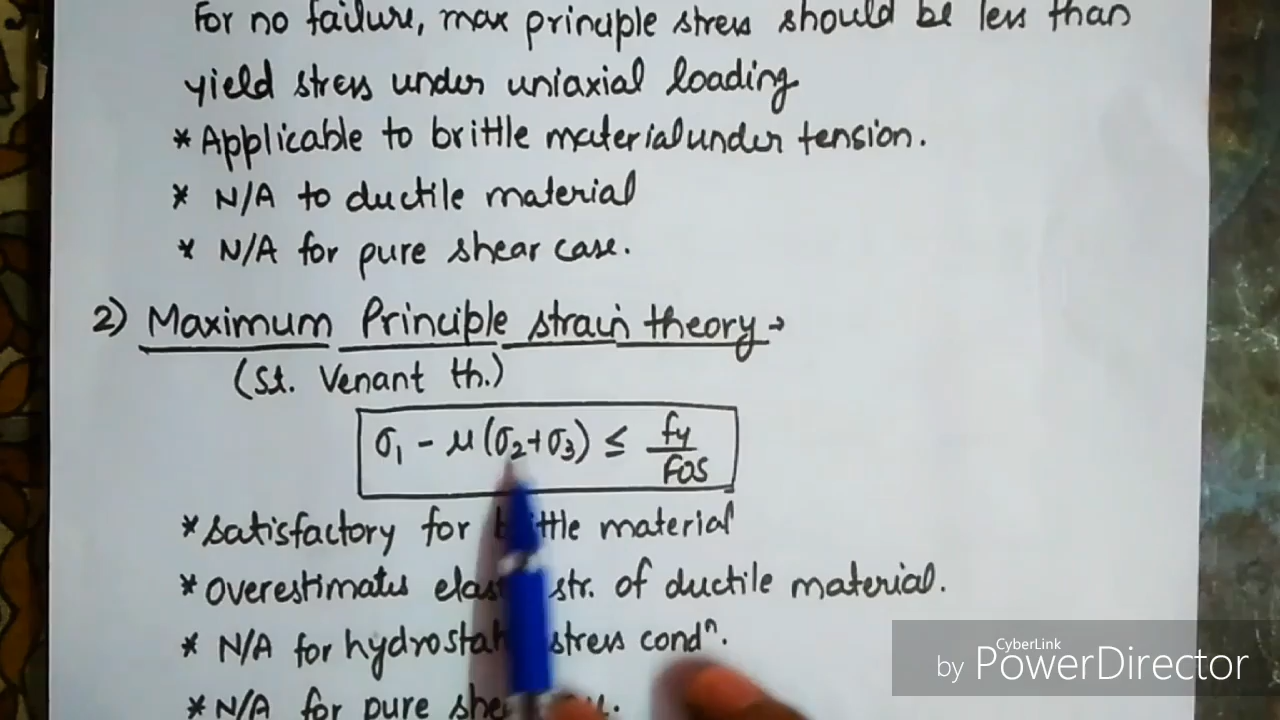 For no failure, max principle stress should be less than
yield stress under uniaxial loading
* Applicable to brittle material under tension.
* N/A to ductile material
* N/A for pure shear case.
2) Maximum Principle strain theory →
(St. Venant th.)
σ₁ - μ(σ₂+σ₃) ≤ fy/FOS
* Satisfactory for material
* Overestimates str. of ductile material.
* N/A for stress condⁿ.
* N/A for pure
CyberLink
by PowerDirector